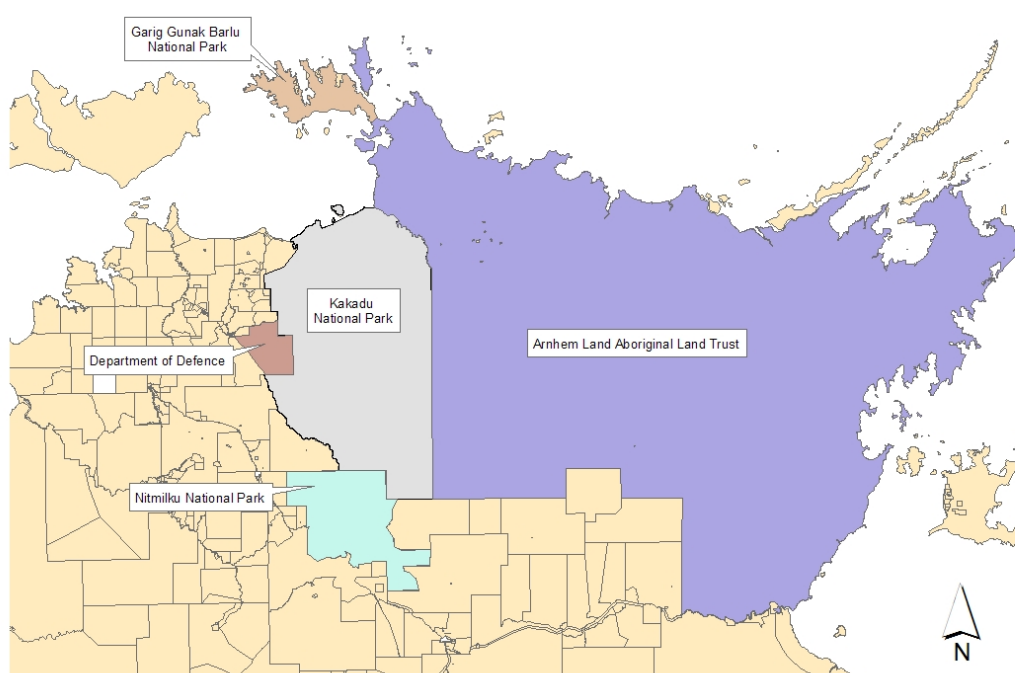 Garig Gunak Barlu
National Park
Kakadu
National Park
Arnhem Land Aboriginal Land Trust
Department of Defence
Nitmilku National Park
N